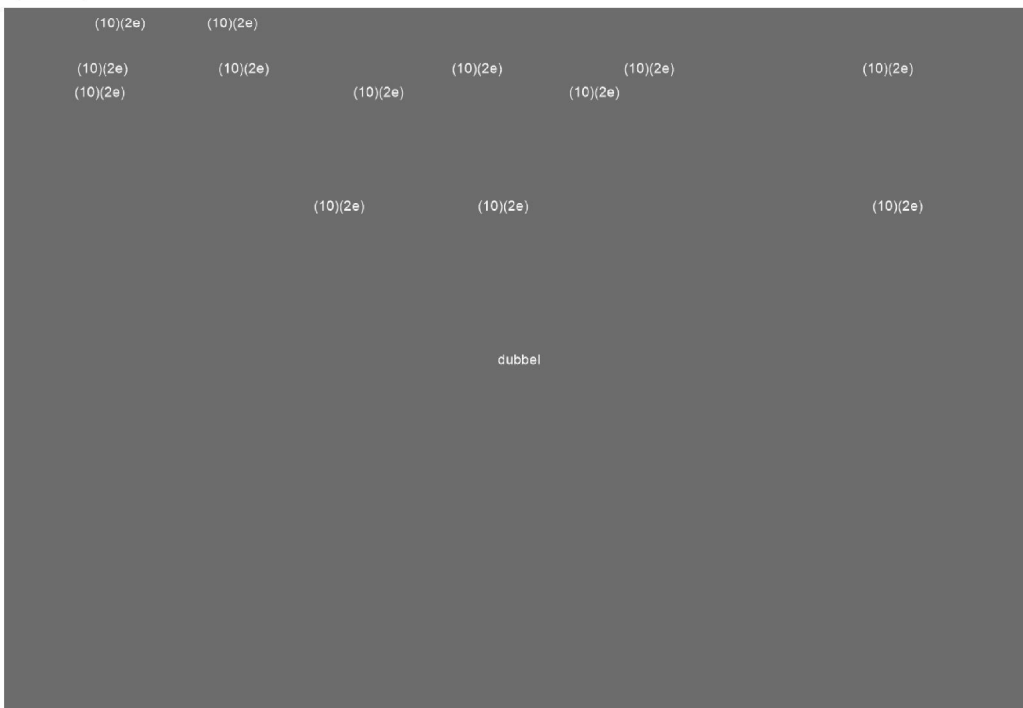 (10)(2e) (10)(2e)
(10)(2e) (10)(2e) (10)(2e) (10)(2e) (10)(2e)
(10)(2e) (10)(2e) (10)(2e)
(10)(2e) (10)(2e) (10)(2e)
dubbel